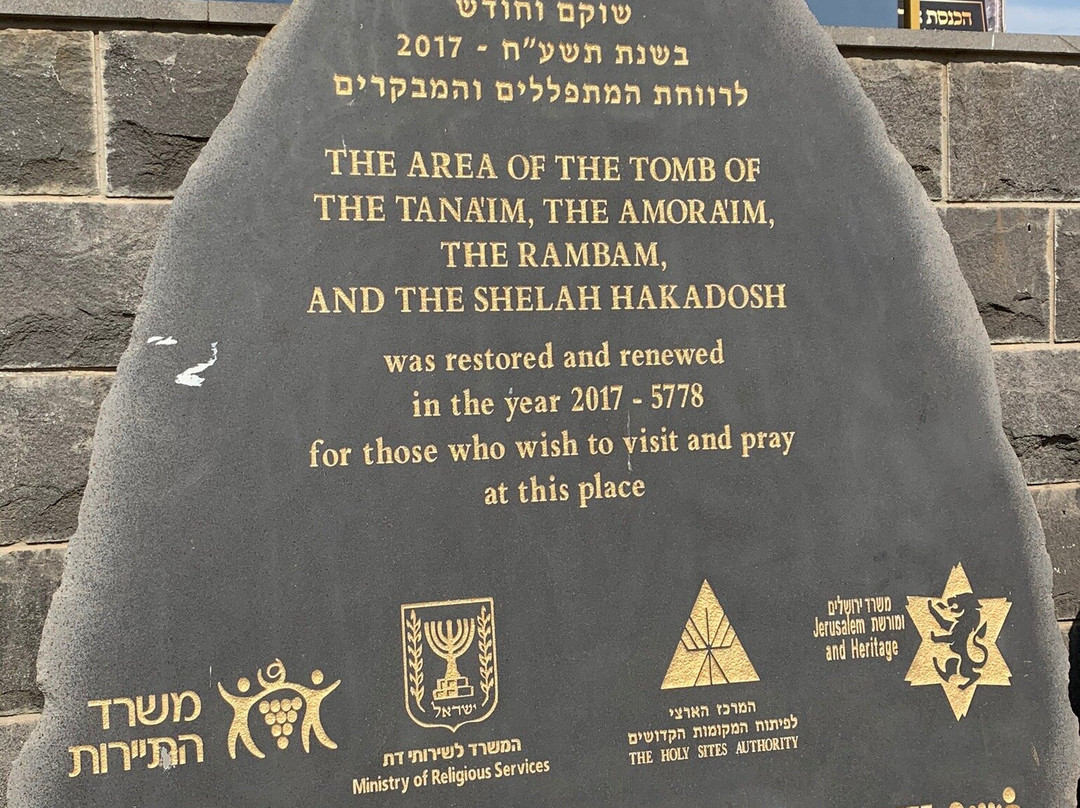 הכנסת
שוקם וחודש
בשנת תשע״ח - 2017
לרווחת המתפללים והמבקרים
THE AREA OF THE TOMB OF
THE TANA'IM, THE AMORA'IM,
THE RAMBAM,
AND THE SHELAH HAKADOSH
was restored and renewed
in the year 2017 - 5778
for those who wish to visit and pray
at this place
משרד
התיירות
ישראל
המשרד לשירותי דת
Ministry of Religious Services
המרכז הארצי
לפיתוח המקומות הקדושים
THE HOLY SITES AUTHORITY
משרד ירושלים
ומורשת
Jerusalem
and Heritage